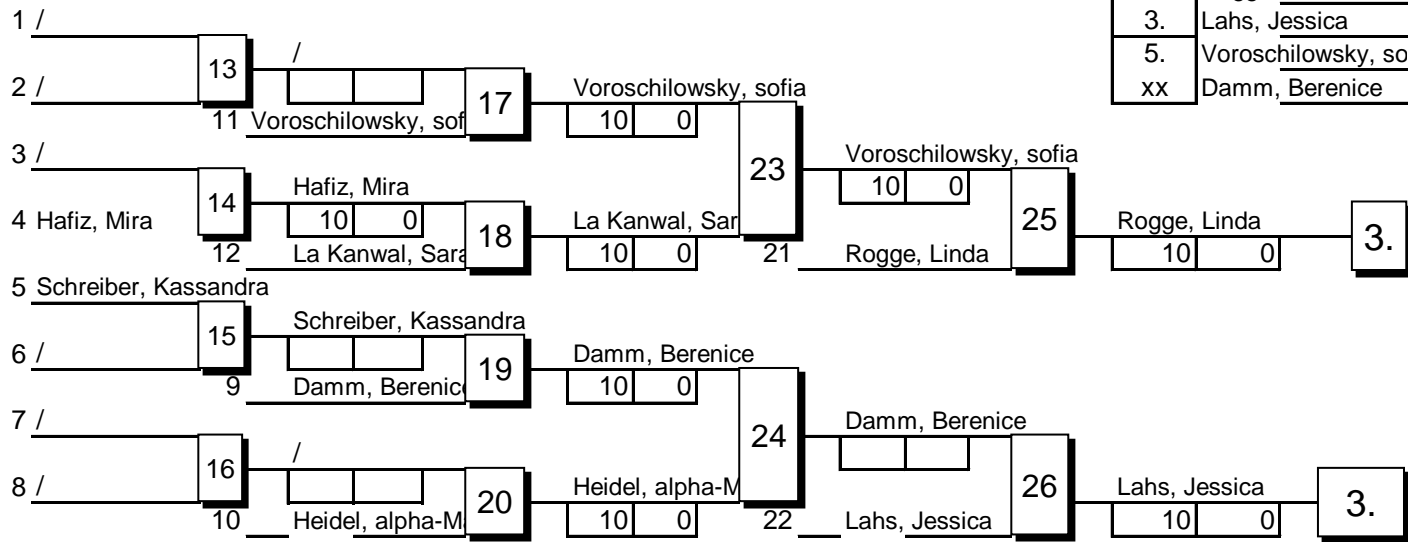 1 /
3. Lahs, Jessica
13 /
5. Voroschilowsky, so
2 /
17 Voroschilowsky, sofia
xx Damm, Berenice
11 Voroschilowsky, sof
10 0
3 /
23 Voroschilowsky, sofia
14 Hafiz, Mira
10 0
4 Hafiz, Mira
10 0
18 La Kanwal, Sar
25 Rogge, Linda
3.
12 La Kanwal, Sara
10 0
21 Rogge, Linda
10 0
5 Schreiber, Kassandra
15 Schreiber, Kassandra
6 /
19 Damm, Berenice
9 Damm, Berenic
10 0
7 /
24 Damm, Berenice
16 /
8 /
20 Heidel, alpha-M
26 Lahs, Jessica
3.
10 Heidel, alpha-Ma
10 0
22 Lahs, Jessica
10 0